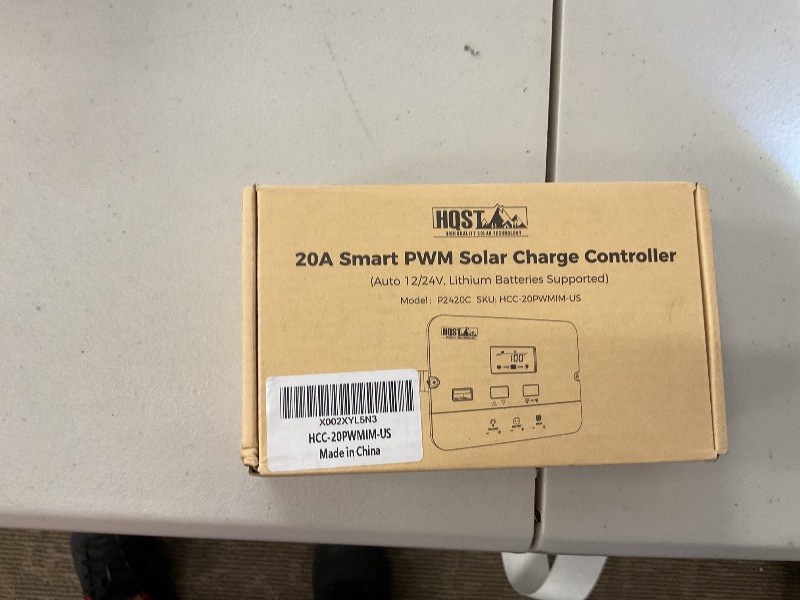 HQST
HIGH QUALITY SOLAR TECHNOLOGY
20A Smart PWM Solar Charge Controller
(Auto 12/24V, Lithium Batteries Supported)
Model: P2420C SKU: HCC-20PWMIM-US
HQST
100
X002XYL5N3
HCC-20PWMIM-US
Made in China